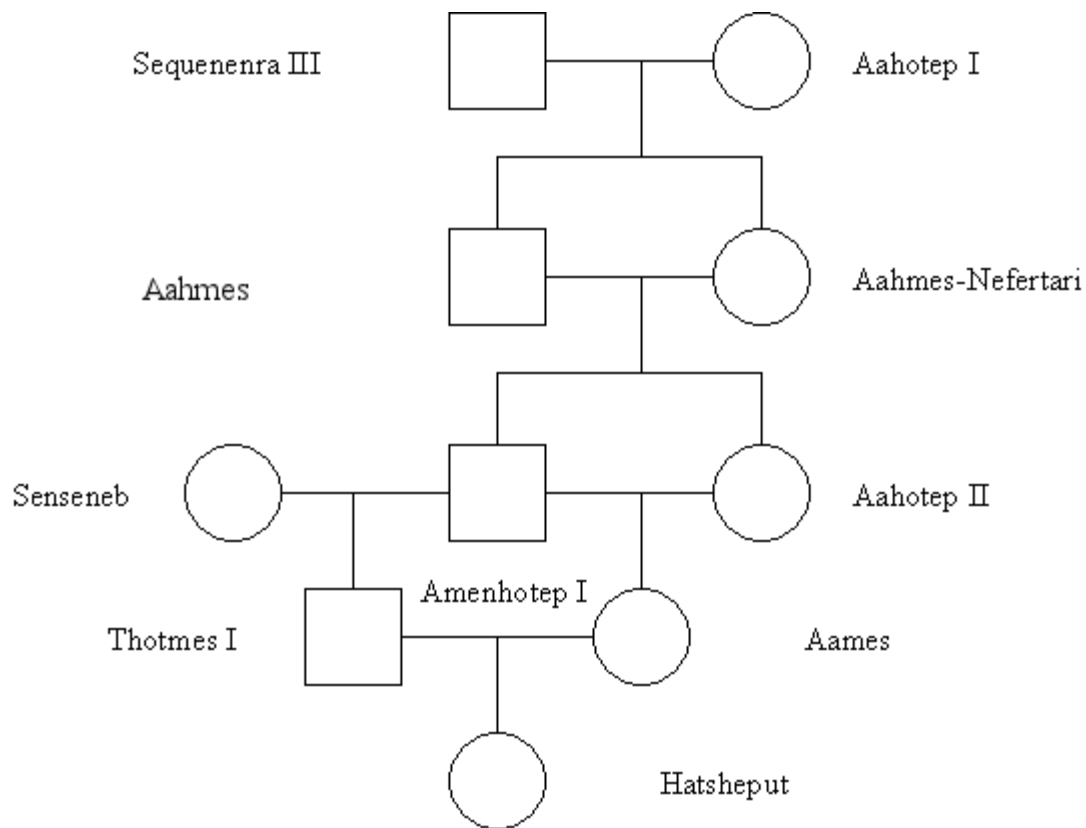 Sequenenra III
Aahotep I
Aahmes
Aahmes-Nefertari
Senseneb
Aahotep II
Amenhotep I
Thotmes I
Aames
Hatsheput